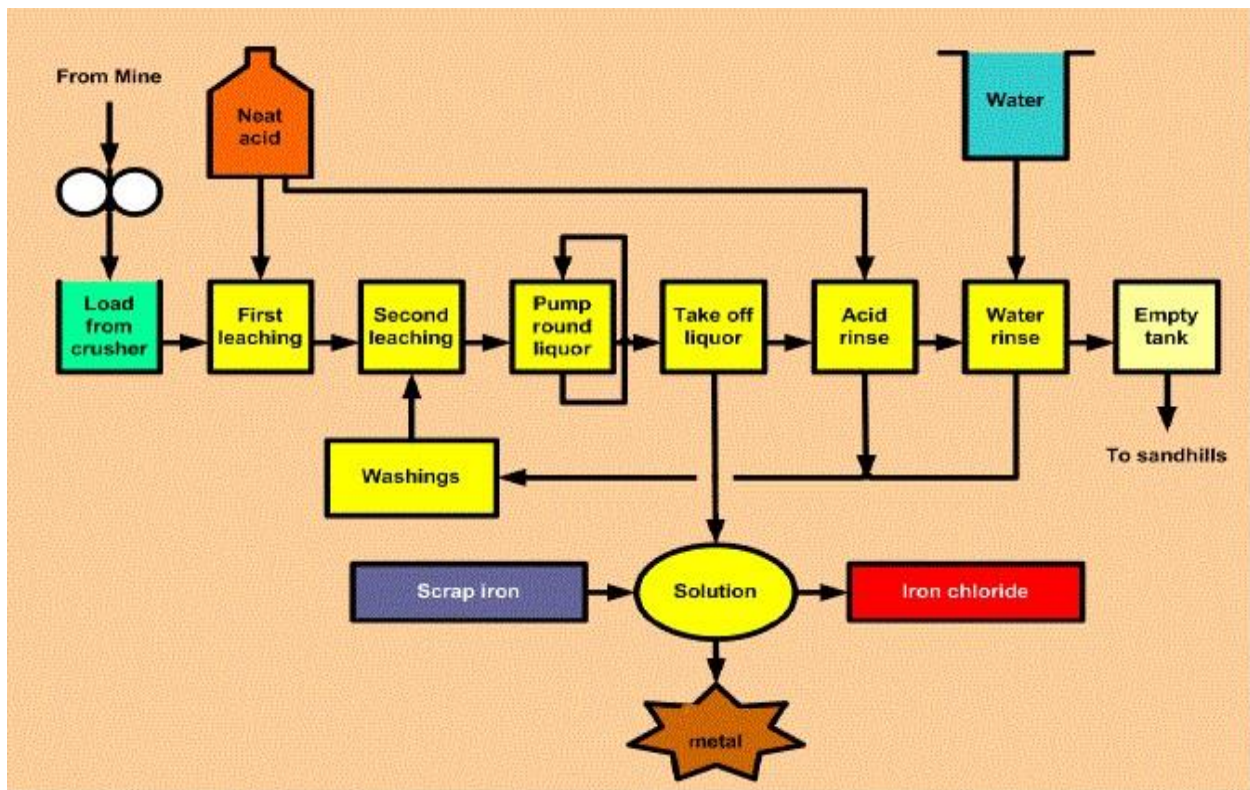 From Mine
Neat
acid
Water
Load
from
crusher
First
leaching
Second
leaching
Pump
round
liquor
Take off
liquor
Acid
rinse
Water
rinse
Empty
tank
Washings
To sandhills
Scrap iron
Solution
Iron chloride
metal